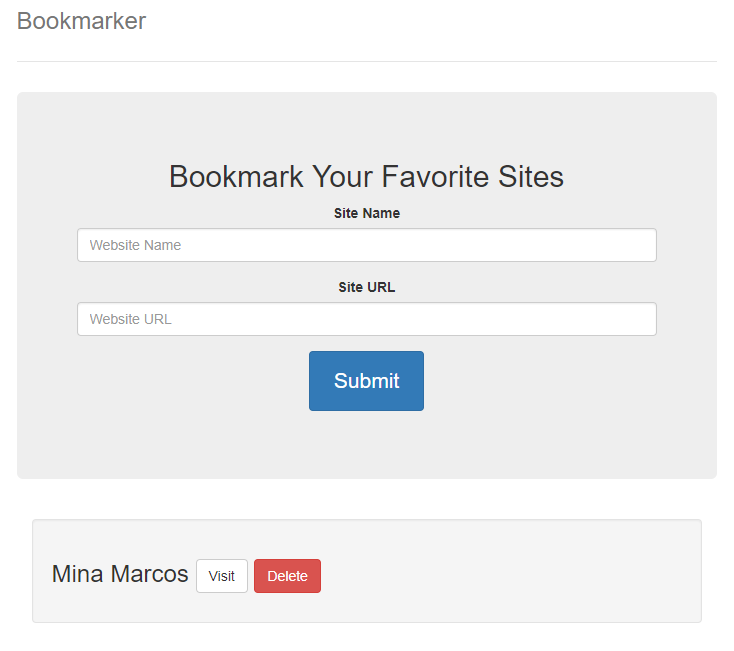 Bookmarker
Bookmark Your Favorite Sites
Site Name
Website Name
Site URL
Website URL
Submit
Mina Marcos Visit Delete